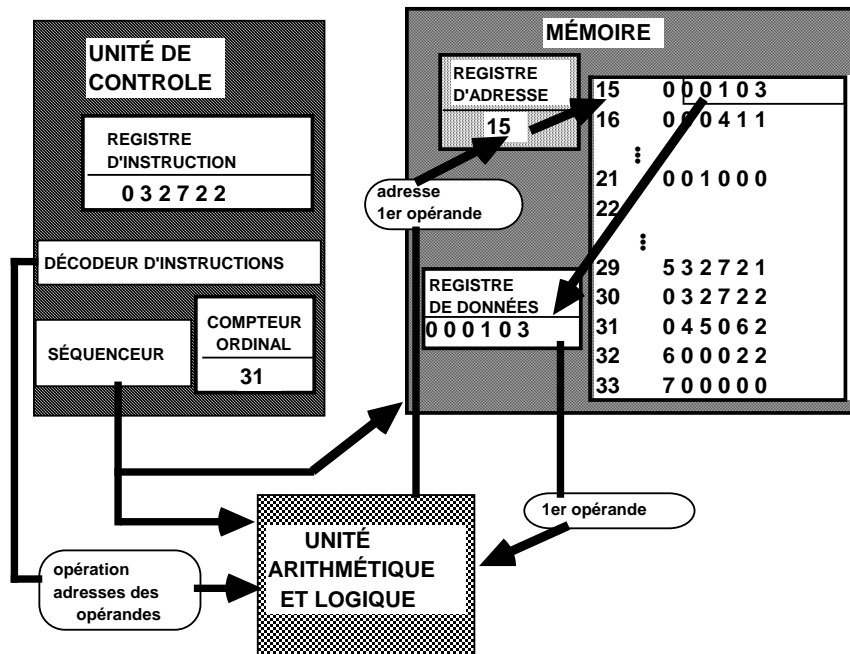 UNITÉ DE
CONTROLE
REGISTRE
D'INSTRUCTION
0 3 2 7 2 2
DÉCODEUR D'INSTRUCTIONS
SÉQUENCEUR
COMPTEUR
ORDINAL
31
MÉMOIRE
REGISTRE
D'ADRESSE
15
15 0 0 0 1 0 3
16 0 0 0 4 1 1
21 0 0 1 0 0 0
22
29 5 3 2 7 2 1
30 0 3 2 7 2 2
31 0 4 5 0 6 2
32 6 0 0 0 2 2
33 7 0 0 0 0 0
adresse
1er opérande
REGISTRE
DE DONNÉES
0 0 0 1 0 3
1er opérande
UNITÉ
ARITHMÉTIQUE
ET LOGIQUE
opération
adresses des
opérandes